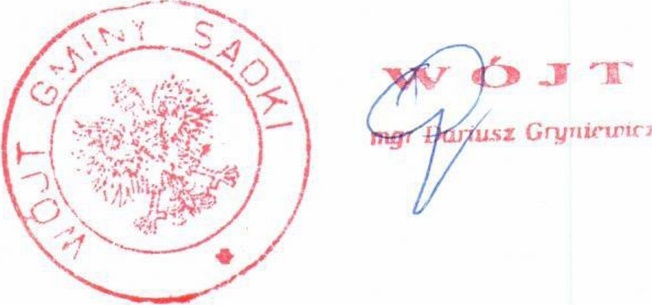 WÓJT GMINY SADKI
WÓJT
mgr Dariusz Gryniewicz